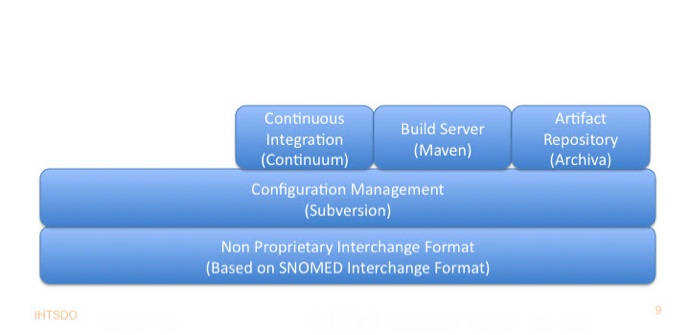 Continuous
Integration
(Continuum)
Build Server
(Maven)
Artifact
Repository
(Archiva)
Configuration Management
(Subversion)
Non Proprietary Interchange Format
(Based on SNOMED Interchange Format)
IHTSDO
9